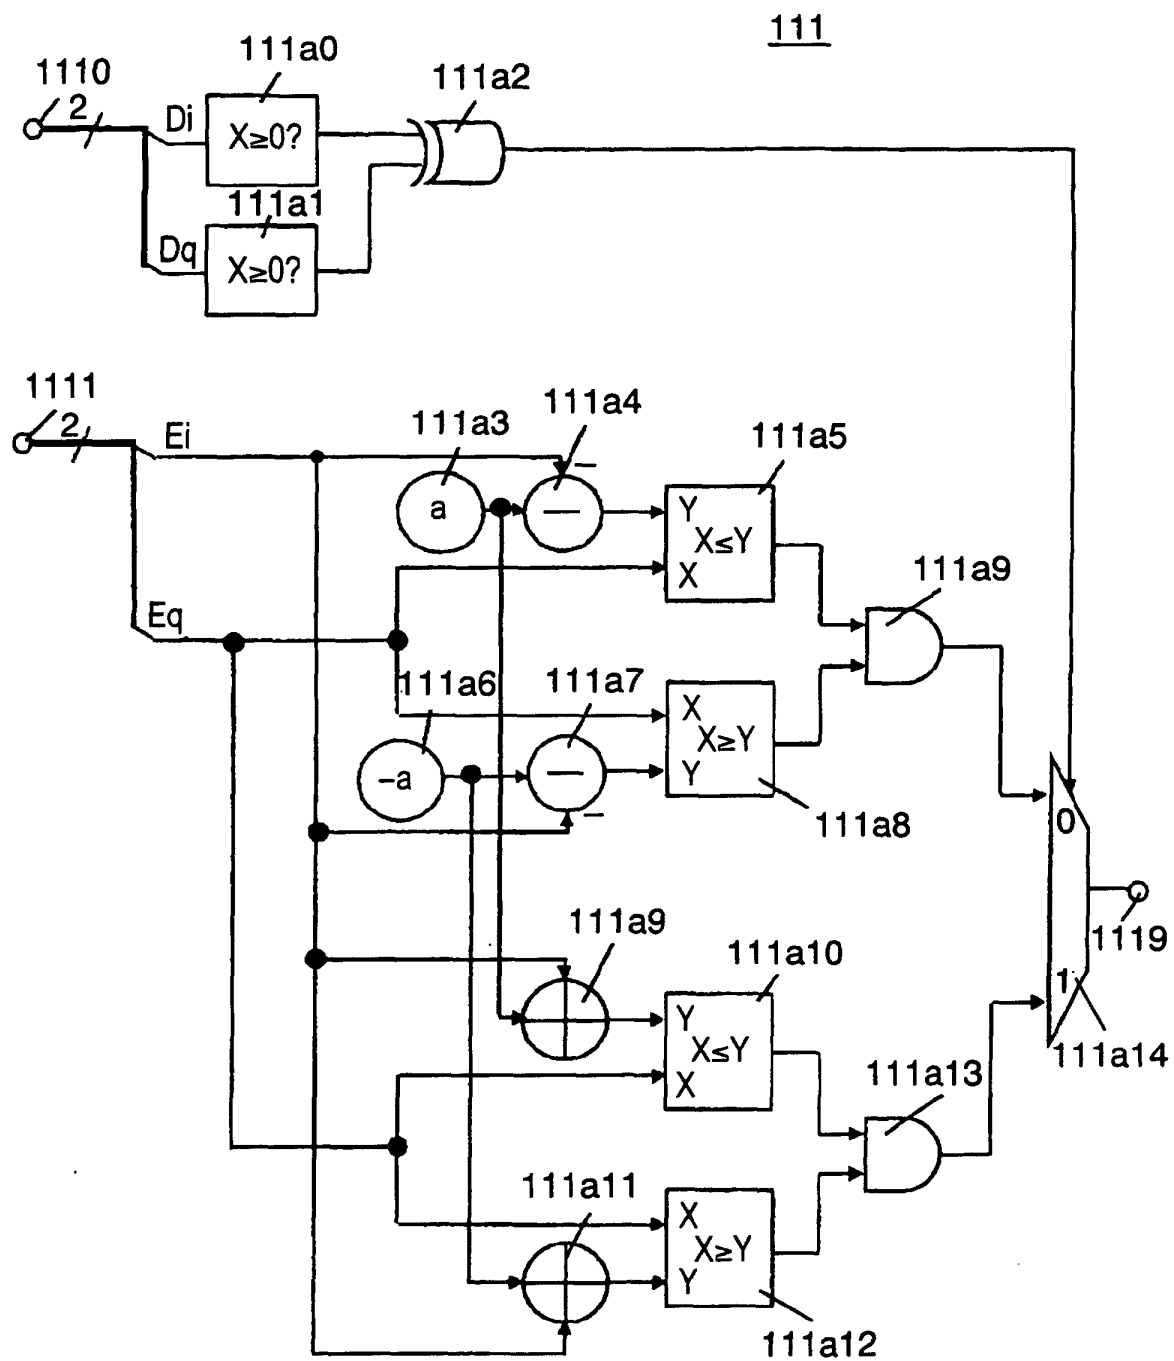 111
1110
2
Di
111a0
X≥0?
111a2
111a1
Dq
X≥0?
1111
2
Ei
111a3
a
111a4
−
—
111a5
Y
X≤Y
X
111a9
Eq
111a6
-a
111a7
—
−
X
X≥Y
Y
111a8
0
1119
1
111a14
111a9
111a10
Y
X≤Y
X
111a13
111a11
X
X≥Y
Y
111a12